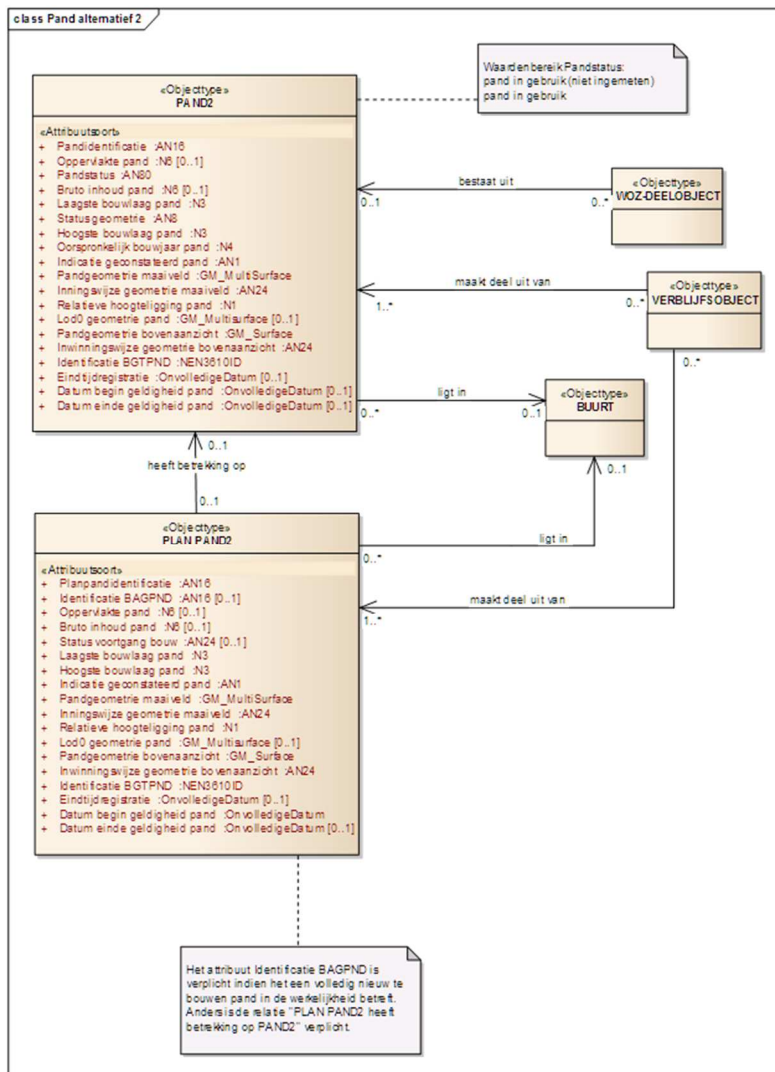 class Pand alternatief 2
Waardenbereik Pandstatus:
pand in gebruik (niet ingemeten)
pand in gebruik
«Objecttype»
PAND2
«Attribuutsoort»
+ Pandidentificatie :AN16
+ Oppervlakte pand :N6 [0..1]
+ Pandstatus :AN80
+ Bruto inhoud pand :N6 [0..1]
+ Laagste bouwlaag pand :N3
+ Status geometrie :AN8
+ Hoogste bouwlaag pand :N3
+ Oorspronkelijk bouwjaar pand :N4
+ Indicatie geconstateerd pand :AN1
+ Pandgeometrie maaiveld :GM_MultiSurface
+ Inningswijze geometrie maaiveld :AN24
+ Relatieve hoogteligging pand :N1
+ Lod0 geometrie pand :GM_Multisurface [0..1]
+ Pandgeometrie bovenaanzicht :GM_Surface
+ Inwinningswijze geometrie bovenaanzicht :AN24
+ Identificatie BGTPND :NEN3610ID
+ Eindtijdregistratie :OnvolledigeDatum [0..1]
+ Datum begin geldigheid pand :OnvolledigeDatum [0..1]
+ Datum einde geldigheid pand :OnvolledigeDatum [0..1]
bestaat uit
0..1
0..*
«Objecttype»
WOZ-DEELOBJECT
maakt deel uit van
1..*
0..*
«Objecttype»
VERBLIJFSOBJECT
0..*
ligt in
0..*
0..1
«Objecttype»
BUURT
0..1
0..1
heeft betrekking op
0..1
«Objecttype»
PLAN PAND2
«Attribuutsoort»
+ Planpandidentificatie :AN16
+ Identificatie BAGPND :AN16 [0..1]
+ Oppervlakte pand :N6 [0..1]
+ Bruto inhoud pand :N6 [0..1]
+ Status voortgang bouw :AN24 [0..1]
+ Laagste bouwlaag pand :N3
+ Hoogste bouwlaag pand :N3
+ Indicatie geconstateerd pand :AN1
+ Pandgeometrie maaiveld :GM_MultiSurface
+ Inningswijze geometrie maaiveld :AN24
+ Relatieve hoogteligging pand :N1
+ Lod0 geometrie pand :GM_Multisurface [0..1]
+ Pandgeometrie bovenaanzicht :GM_Surface
+ Inwinningswijze geometrie bovenaanzicht :AN24
+ Identificatie BGTPND :NEN3610ID
+ Eindtijdregistratie :OnvolledigeDatum [0..1]
+ Datum begin geldigheid pand :OnvolledigeDatum
+ Datum einde geldigheid pand :OnvolledigeDatum [0..1]
ligt in
0..*
maakt deel uit van
1..*
Het attribuut Identificatie BAGPND is
verplicht indien het een volledig nieuw te
bouwen pand in de werkelijkheid betreft.
Anders is de relatie "PLAN PAND2 heeft
betrekking op PAND2" verplicht.